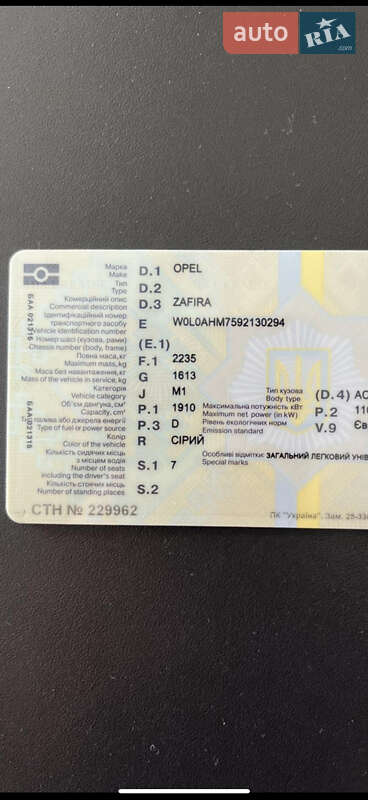 auto RIA .com
Марка
Make D.1 OPEL
Тип
Type D.2
Комерційний опис
Commercial description D.3 ZAFIRA
Ідентифікаційний номер
транспортного засобу
Vehicle identification number E W0L0AHM7592130294
Номер шасі (кузова, рами)
Chassis number (body, frame) (E.1)
Повна маса, кг
Maximum mass, kg F.1 2235
Маса без навантаження, кг
Mass of the vehicle in service, kg G 1613
Категорія
Vehicle category J M1 Тип кузова
Body type (D.4)
Об'єм двигуна, см³
Capacity, cm³ P.1 1910 Максимальна потужність кВт
Maximum net power (in kW) P.2 110
Тип палива або джерела енергії
Type of fuel or power source P.3 D Рівень екологічних норм
Emission standard V.9
Колір
Color of the vehicle R СІРИЙ
Кількість сидячих місць
з місцем водія
Number of seats
including the driver's seat S.1 7 Особливі відмітки: ЗАГАЛЬНИЙ ЛЕГКОВИЙ УНІВ
Special marks
Кількість стоячих місць
Number of standing places S.2
СТН № 229962
ПК "Україна". Зам.